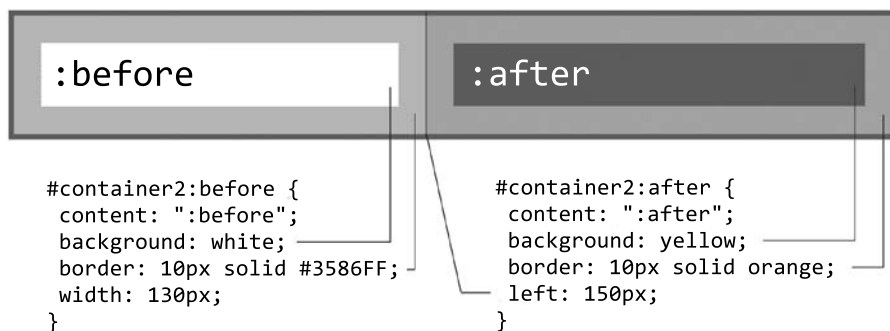 :before
:after
#container2:before {
content: ":before";
background: white;
border: 10px solid #3586FF;
width: 130px;
}
#container2:after {
content: ":after";
background: yellow;
border: 10px solid orange;
left: 150px;
}